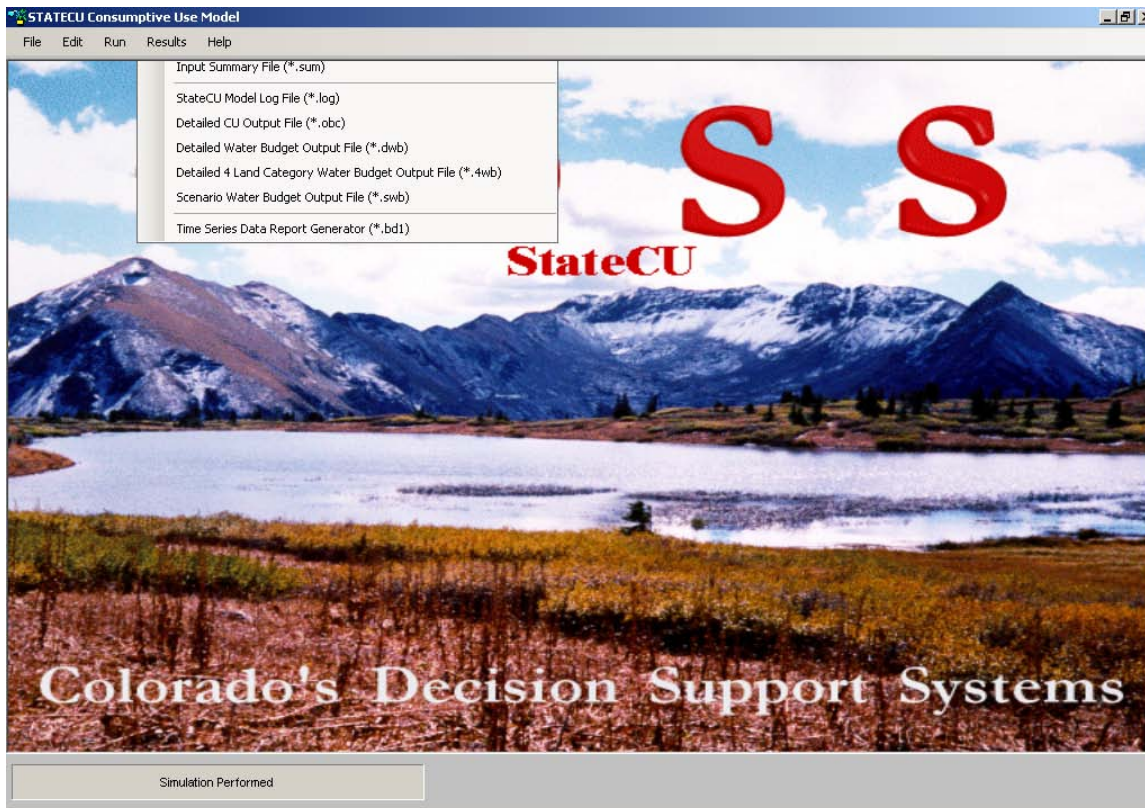 STATECU Consumptive Use Model
File Edit Run Results Help
Input Summary File (*.sum)
StateCU Model Log File (*.log)
Detailed CU Output File (*.obc)
Detailed Water Budget Output File (*.dwb)
Detailed 4 Land Category Water Budget Output File (*.4wb)
Scenario Water Budget Output File (*.swb)
Time Series Data Report Generator (*.bd1)
S S
StateCU
Colorado's Decision Support Systems
Simulation Performed